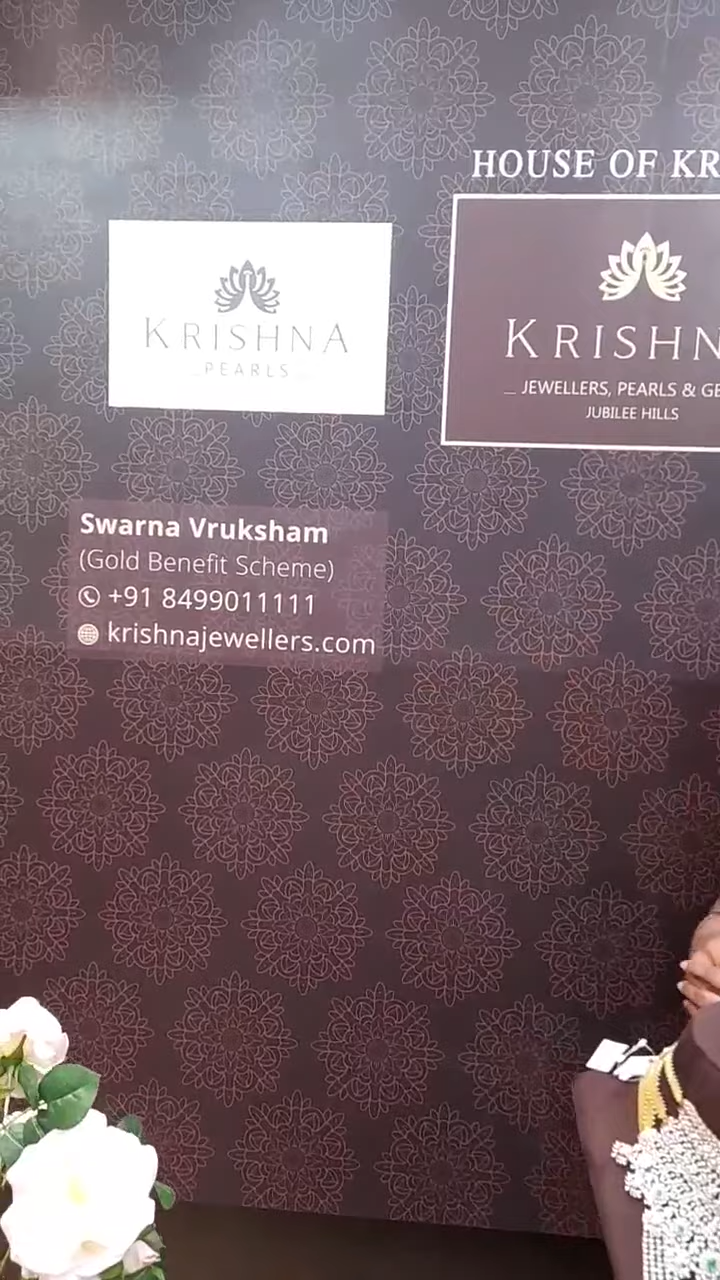 KRISHNA
PEARLS
Swarna Vruksham
(Gold Benefit Scheme)
+91 8499011111
krishnajewellers.com
HOUSE OF KR
KRISHN
JEWELLERS, PEARLS & GE
JUBILEE HILLS